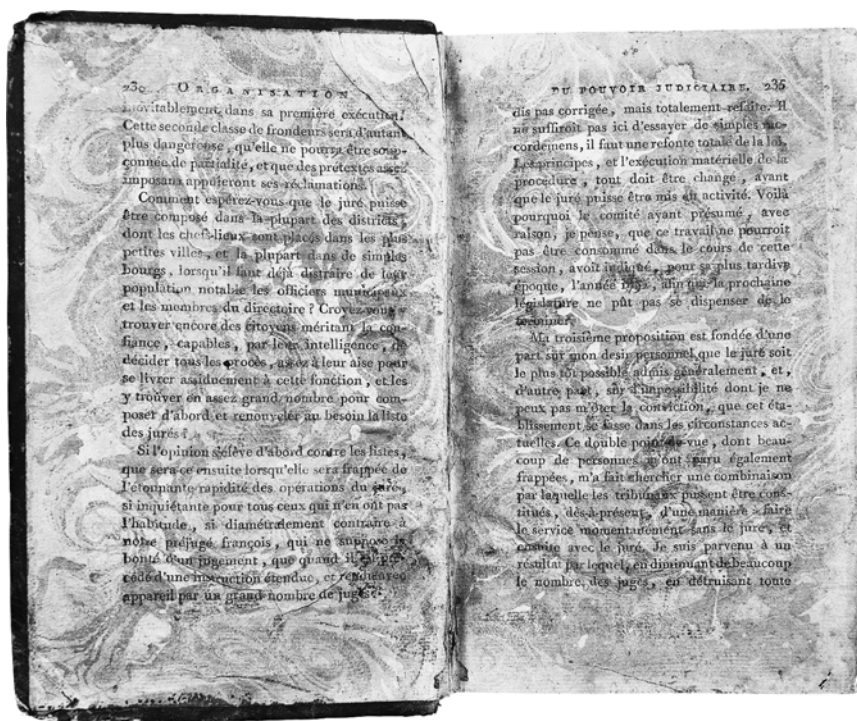 230 ORGANISATION
inévitablement dans sa première exécution.
Cette seconde classe de frondeurs sera d'autant
plus dangereuse, qu'elle ne pourra être soup-
çonnée de partialité, et que des prétextes assez
imposans appuieront ses réclamations.
Comment espérez-vous que le juré puisse
être composé dans la plupart des districts,
dont les chefs-lieux sont placés dans les plus
petites villes, et la plupart dans de simples
bourgs, lorsqu'il faut déjà distraire de leur
population notable les officiers municipaux
et les membres du directoire ? Croyez-vous y
trouver encore des citoyens méritant la con-
fiance, capables, par leur intelligence, de
décider tous les procès, assez à leur aise pour
se livrer assiduement à cette fonction, et les
y trouver en assez grand nombre pour com-
poser d'abord et renouveler au besoin la liste
des jurés ?
Si l'opinion s'élève d'abord contre les listes,
que sera-ce ensuite lorsqu'elle sera frappée de
l'étonnante rapidité des opérations du juré,
si inquiétante pour tous ceux qui n'en ont pas
l'habitude, si diamétralement contraire à
notre préjugé françois, qui ne suppose la
bonté d'un jugement, que quand il est pré-
cédé d'une instruction étendue, et rendu avec
appareil par un grand nombre de juges ?
DU POUVOIR JUDICIAIRE. 235
dis pas corrigée, mais totalement refaite. Il
ne suffiroit pas ici d'essayer de simples rac-
cordemens, il faut une refonte totale de la loi.
Les principes, et l'exécution matérielle de la
procédure, tout doit être changé, avant
que le juré puisse être mis en activité. Voilà
pourquoi le comité ayant présumé, avec
raison, je pense, que ce travail ne pourroit
pas être consommé dans le cours de cette
session, avoit indiqué, pour sa plus tardive
époque, l'année 1792, afin que la prochaine
législature ne pût pas se dispenser de le
terminer.
Ma troisième proposition est fondée d'une
part sur mon desir personnel que le juré soit
le plus tôt possible admis généralement, et,
d'autre part, sur l'impossibilité dont je ne
peux pas m'ôter la conviction, que cet éta-
blissement se fasse dans les circonstances ac-
tuelles. Ce double point de vue, dont beau-
coup de personnes m'ont paru également
frappées, m'a fait chercher une combinaison
par laquelle les tribunaux pussent être cons-
titués, dès-à-présent, d'une manière à faire
le service momentanément sans le juré, et
ensuite avec le juré. Je suis parvenu à un
résultat par lequel, en diminuant de beaucoup
le nombre des juges, en détruisant toute